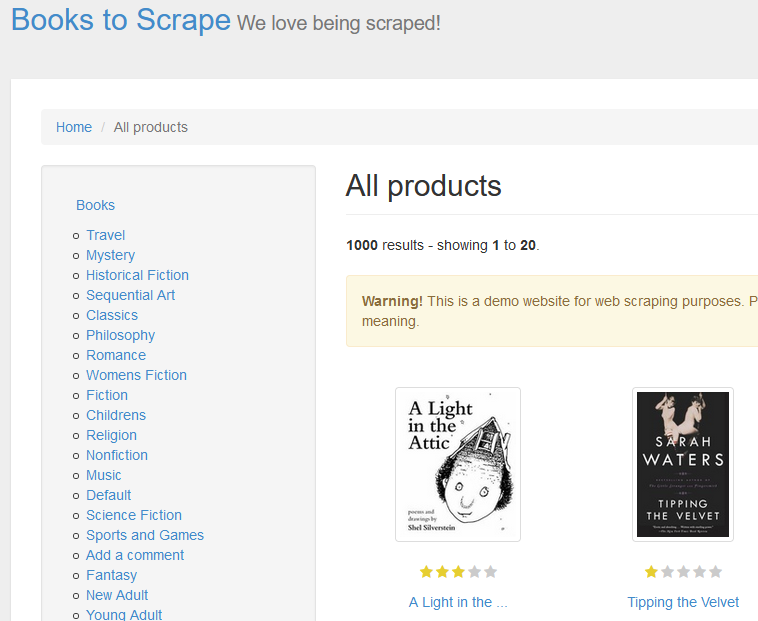 Books to Scrape We love being scraped!
Home / All products
Books
Travel
Mystery
Historical Fiction
Sequential Art
Classics
Philosophy
Romance
Womens Fiction
Fiction
Childrens
Religion
Nonfiction
Music
Default
Science Fiction
Sports and Games
Add a comment
Fantasy
New Adult
Young Adult
All products
1000 results - showing 1 to 20.
Warning! This is a demo website for web scraping purposes. P
meaning.
A Light
in the
Attic
poems and
drawings by
Shel Silverstein
A Light in the ...
SARAH
WATERS
TIPPING
THE VELVET
Tipping the Velvet